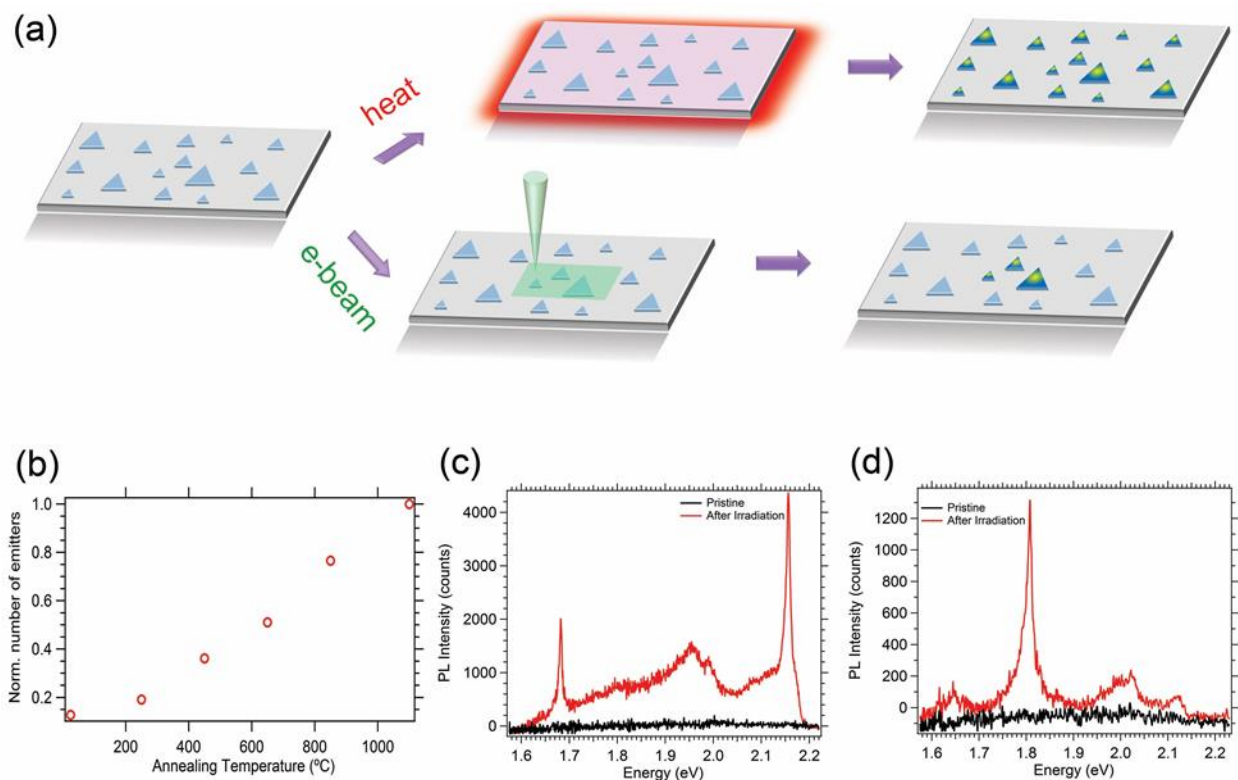 (a)
heat
e-beam
(b)
Norm. number of emitters
1.0
0.8
0.6
0.4
0.2
200 400 600 800 1000
Annealing Temperature (ºC)
(c)
PL Intensity (counts)
Pristine
After Irradiation
4000
3000
2000
1000
0
1.6 1.7 1.8 1.9 2.0 2.1 2.2
Energy (eV)
(d)
PL Intensity (counts)
Pristine
After Irradiation
1200
1000
800
600
400
200
0
1.6 1.7 1.8 1.9 2.0 2.1 2.2
Energy (eV)